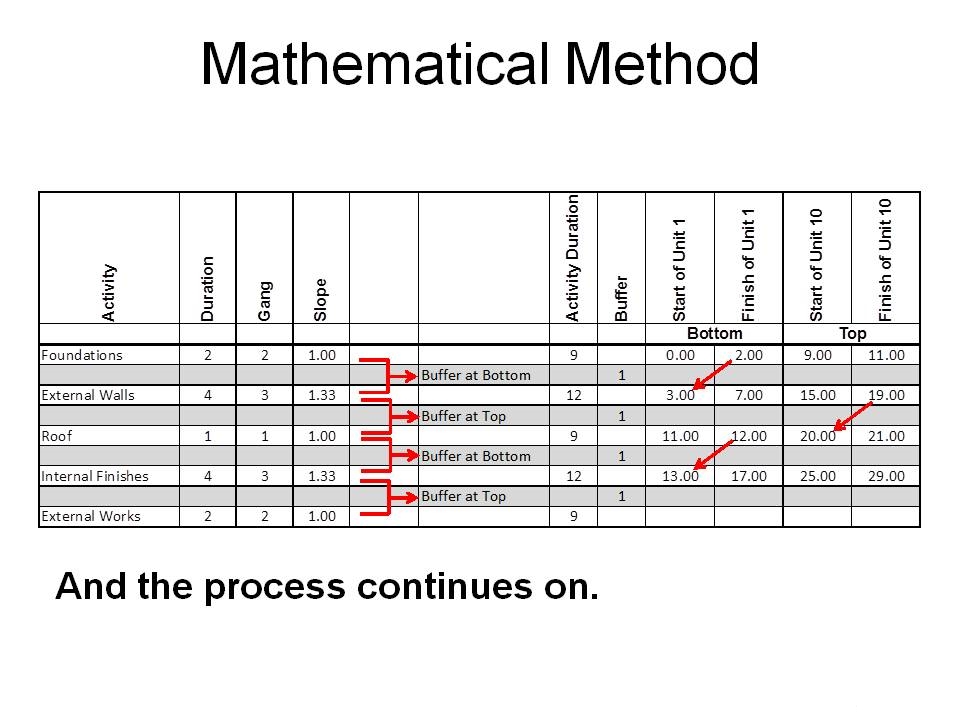 Mathematical Method
Activity Duration Gang Slope Activity Duration Buffer Start of Unit 1 Finish of Unit 1 Start of Unit 10 Finish of Unit 10
Bottom Top
Foundations 2 2 1.00 9 0.00 2.00 9.00 11.00
Buffer at Bottom 1
External Walls 4 3 1.33 12 3.00 7.00 15.00 19.00
Buffer at Top 1
Roof 1 1 1.00 9 11.00 12.00 20.00 21.00
Buffer at Bottom 1
Internal Finishes 4 3 1.33 12 13.00 17.00 25.00 29.00
Buffer at Top 1
External Works 2 2 1.00 9
And the process continues on.